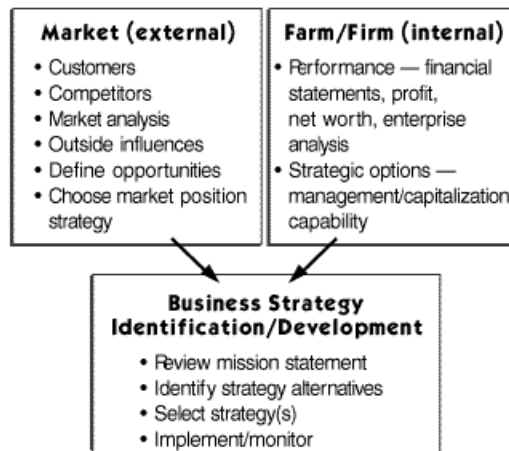 Market (external)
• Customers
• Competitors
• Market analysis
• Outside influences
• Define opportunities
• Choose market position
strategy
Farm/Firm (internal)
• Performance — financial
statements, profit,
net worth, enterprise
analysis
• Strategic options —
management/capitalization
capability
Business Strategy
Identification/Development
• Review mission statement
• Identify strategy alternatives
• Select strategy(s)
• Implement/monitor